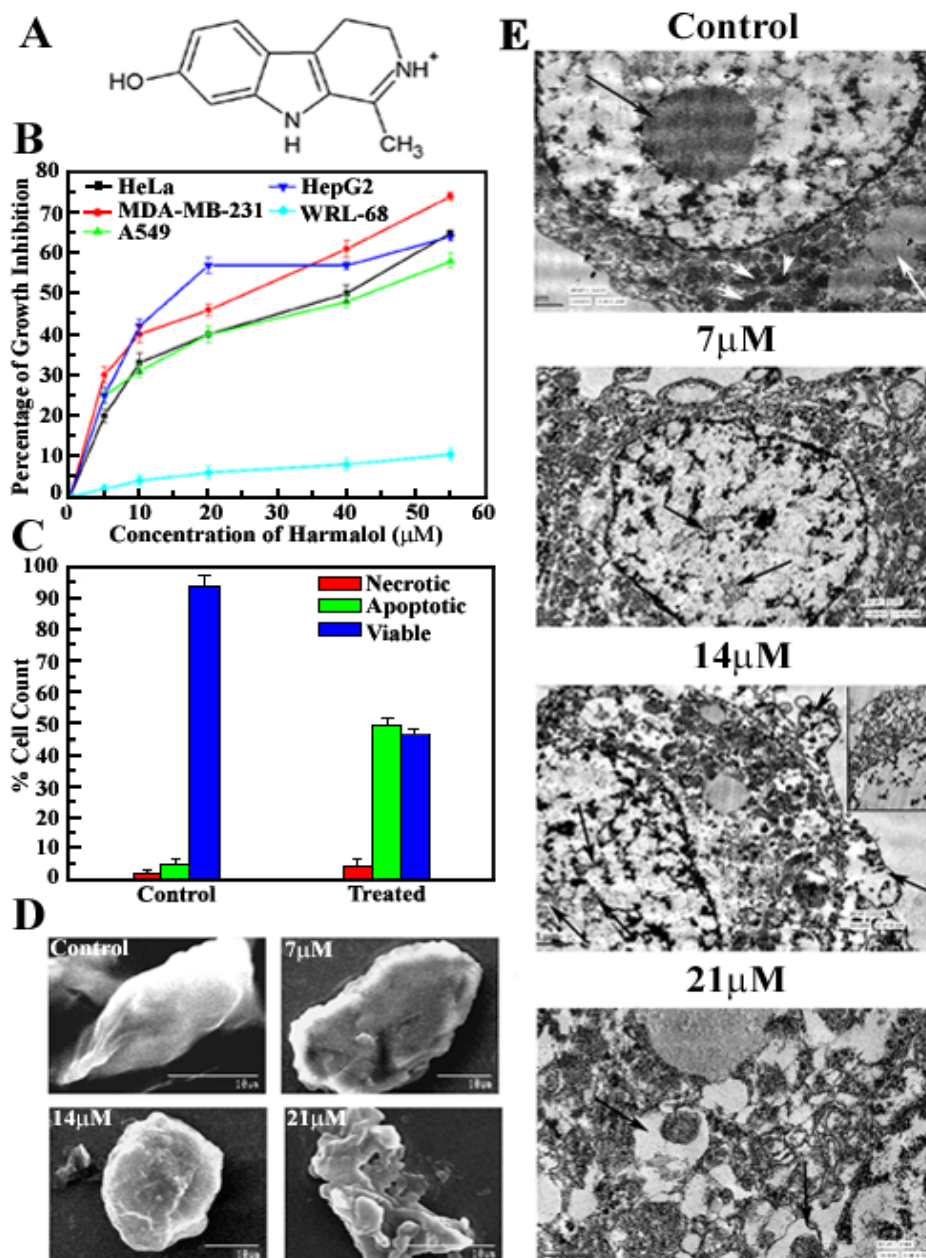 A
HO
NH+
N
H
CH3
B
Percentage of Growth Inhibition
80
70
60
50
40
30
20
10
0
HeLa
MDA-MB-231
A549
HepG2
WRL-68
0 10 20 30 40 50 60
Concentration of Harmalol (μM)
C
% Cell Count
100
90
80
70
60
50
40
30
20
10
0
Necrotic
Apoptotic
Viable
Control Treated
D
Control
10um
7μM
10um
14μM
10um
21μM
E
Control
7μM
14μM
21μM